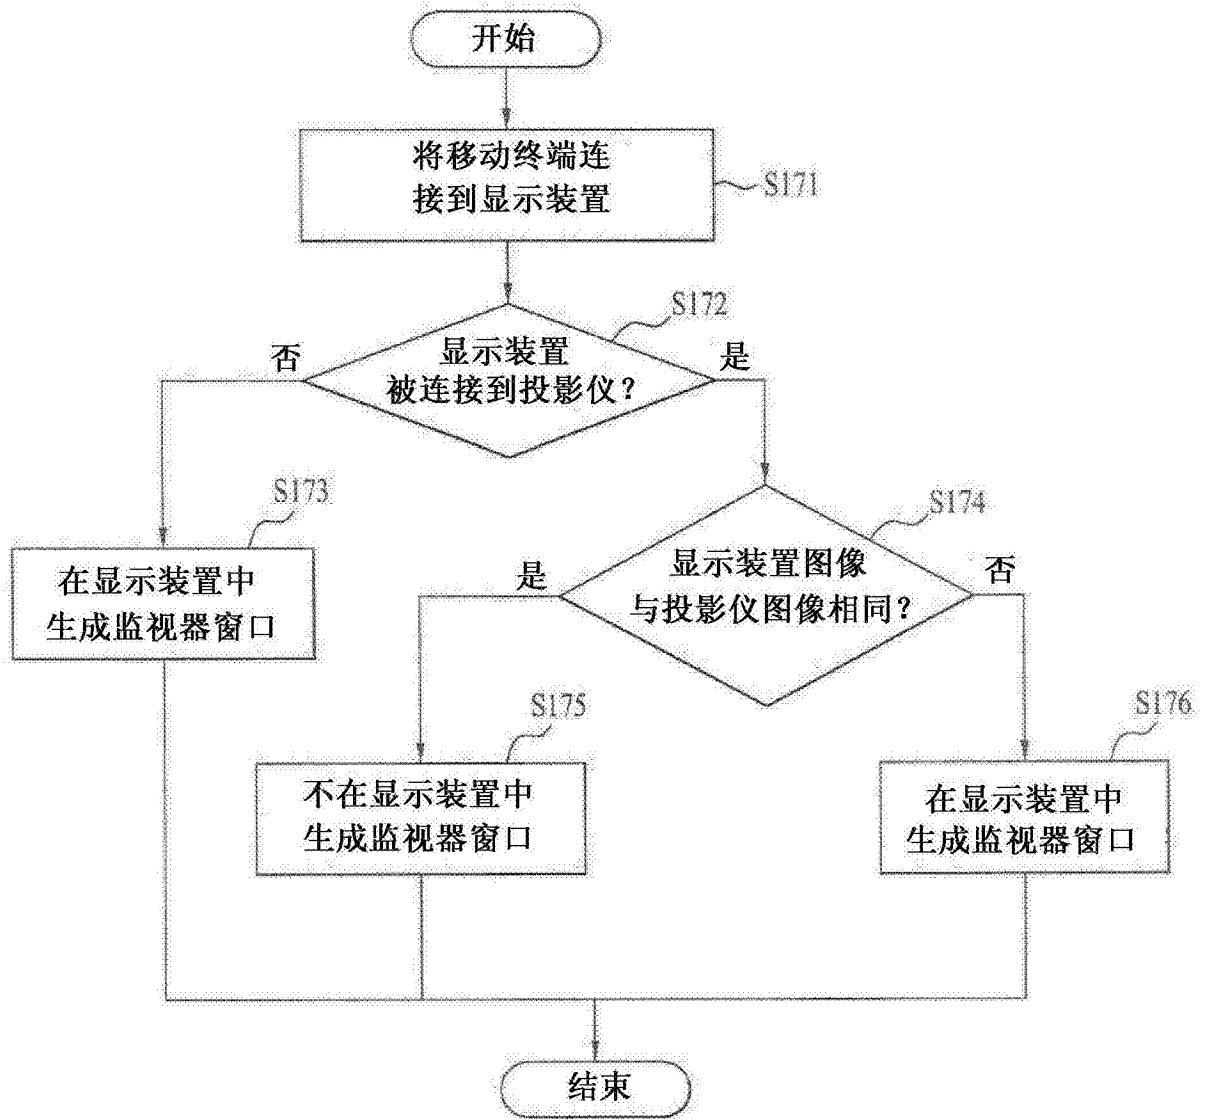 开始
将移动终端连
接到显示装置
S171
S172
显示装置
被连接到投影仪？
否
是
S173
在显示装置中
生成监视器窗口
S174
显示装置图像
与投影仪图像相同？
是
否
S175
不在显示装置中
生成监视器窗口
S176
在显示装置中
生成监视器窗口
结束